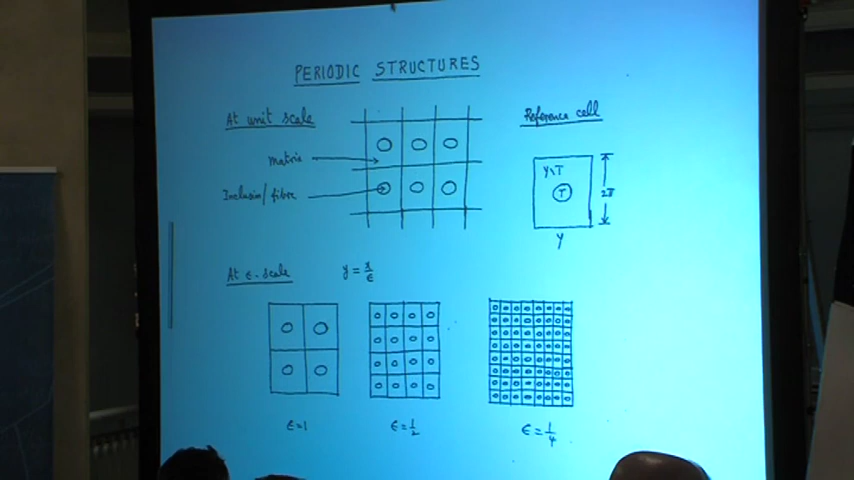 PERIODIC STRUCTURES
At unit scale
Reference cell
matrix
Y\T
T
2π
Inclusion/fibre
Y
At ε-scale
y = x/ε
ε=1
ε=1/2
ε=1/4